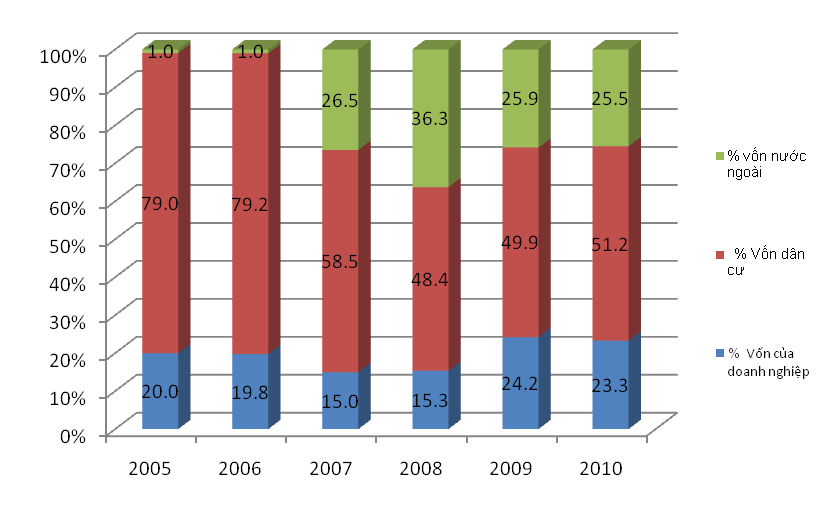 100%
90%
80%
70%
60%
50%
40%
30%
20%
10%
0%
1.0 1.0 26.5 36.3 25.9 25.5
79.0 79.2 58.5 48.4 49.9 51.2
20.0 19.8 15.0 15.3 24.2 23.3
2005 2006 2007 2008 2009 2010
% vốn nước
ngoài
% Vốn dân
cư
% Vốn của
doanh nghiệp